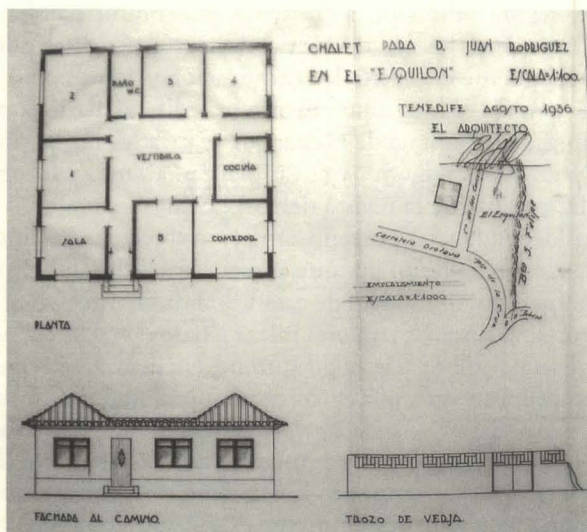 CHALET PARA D. JUAN RODRIGUEZ
EN EL "ESQUILON" ESCALA=1:100.
TENERIFE AGOSTO 1936
EL ARQUITECTO
2
BAÑO
W.C.
3
4
VESTIBULO
1
COCINA
SALA
5
COMEDOR.
PLANTA
El Esquilon
Carretera Orotava
Bco S. Felipe
EMPLAZAMIENTO
ESCALA=1:1000
FACHADA AL CAMINO.
TROZO DE VERJA.